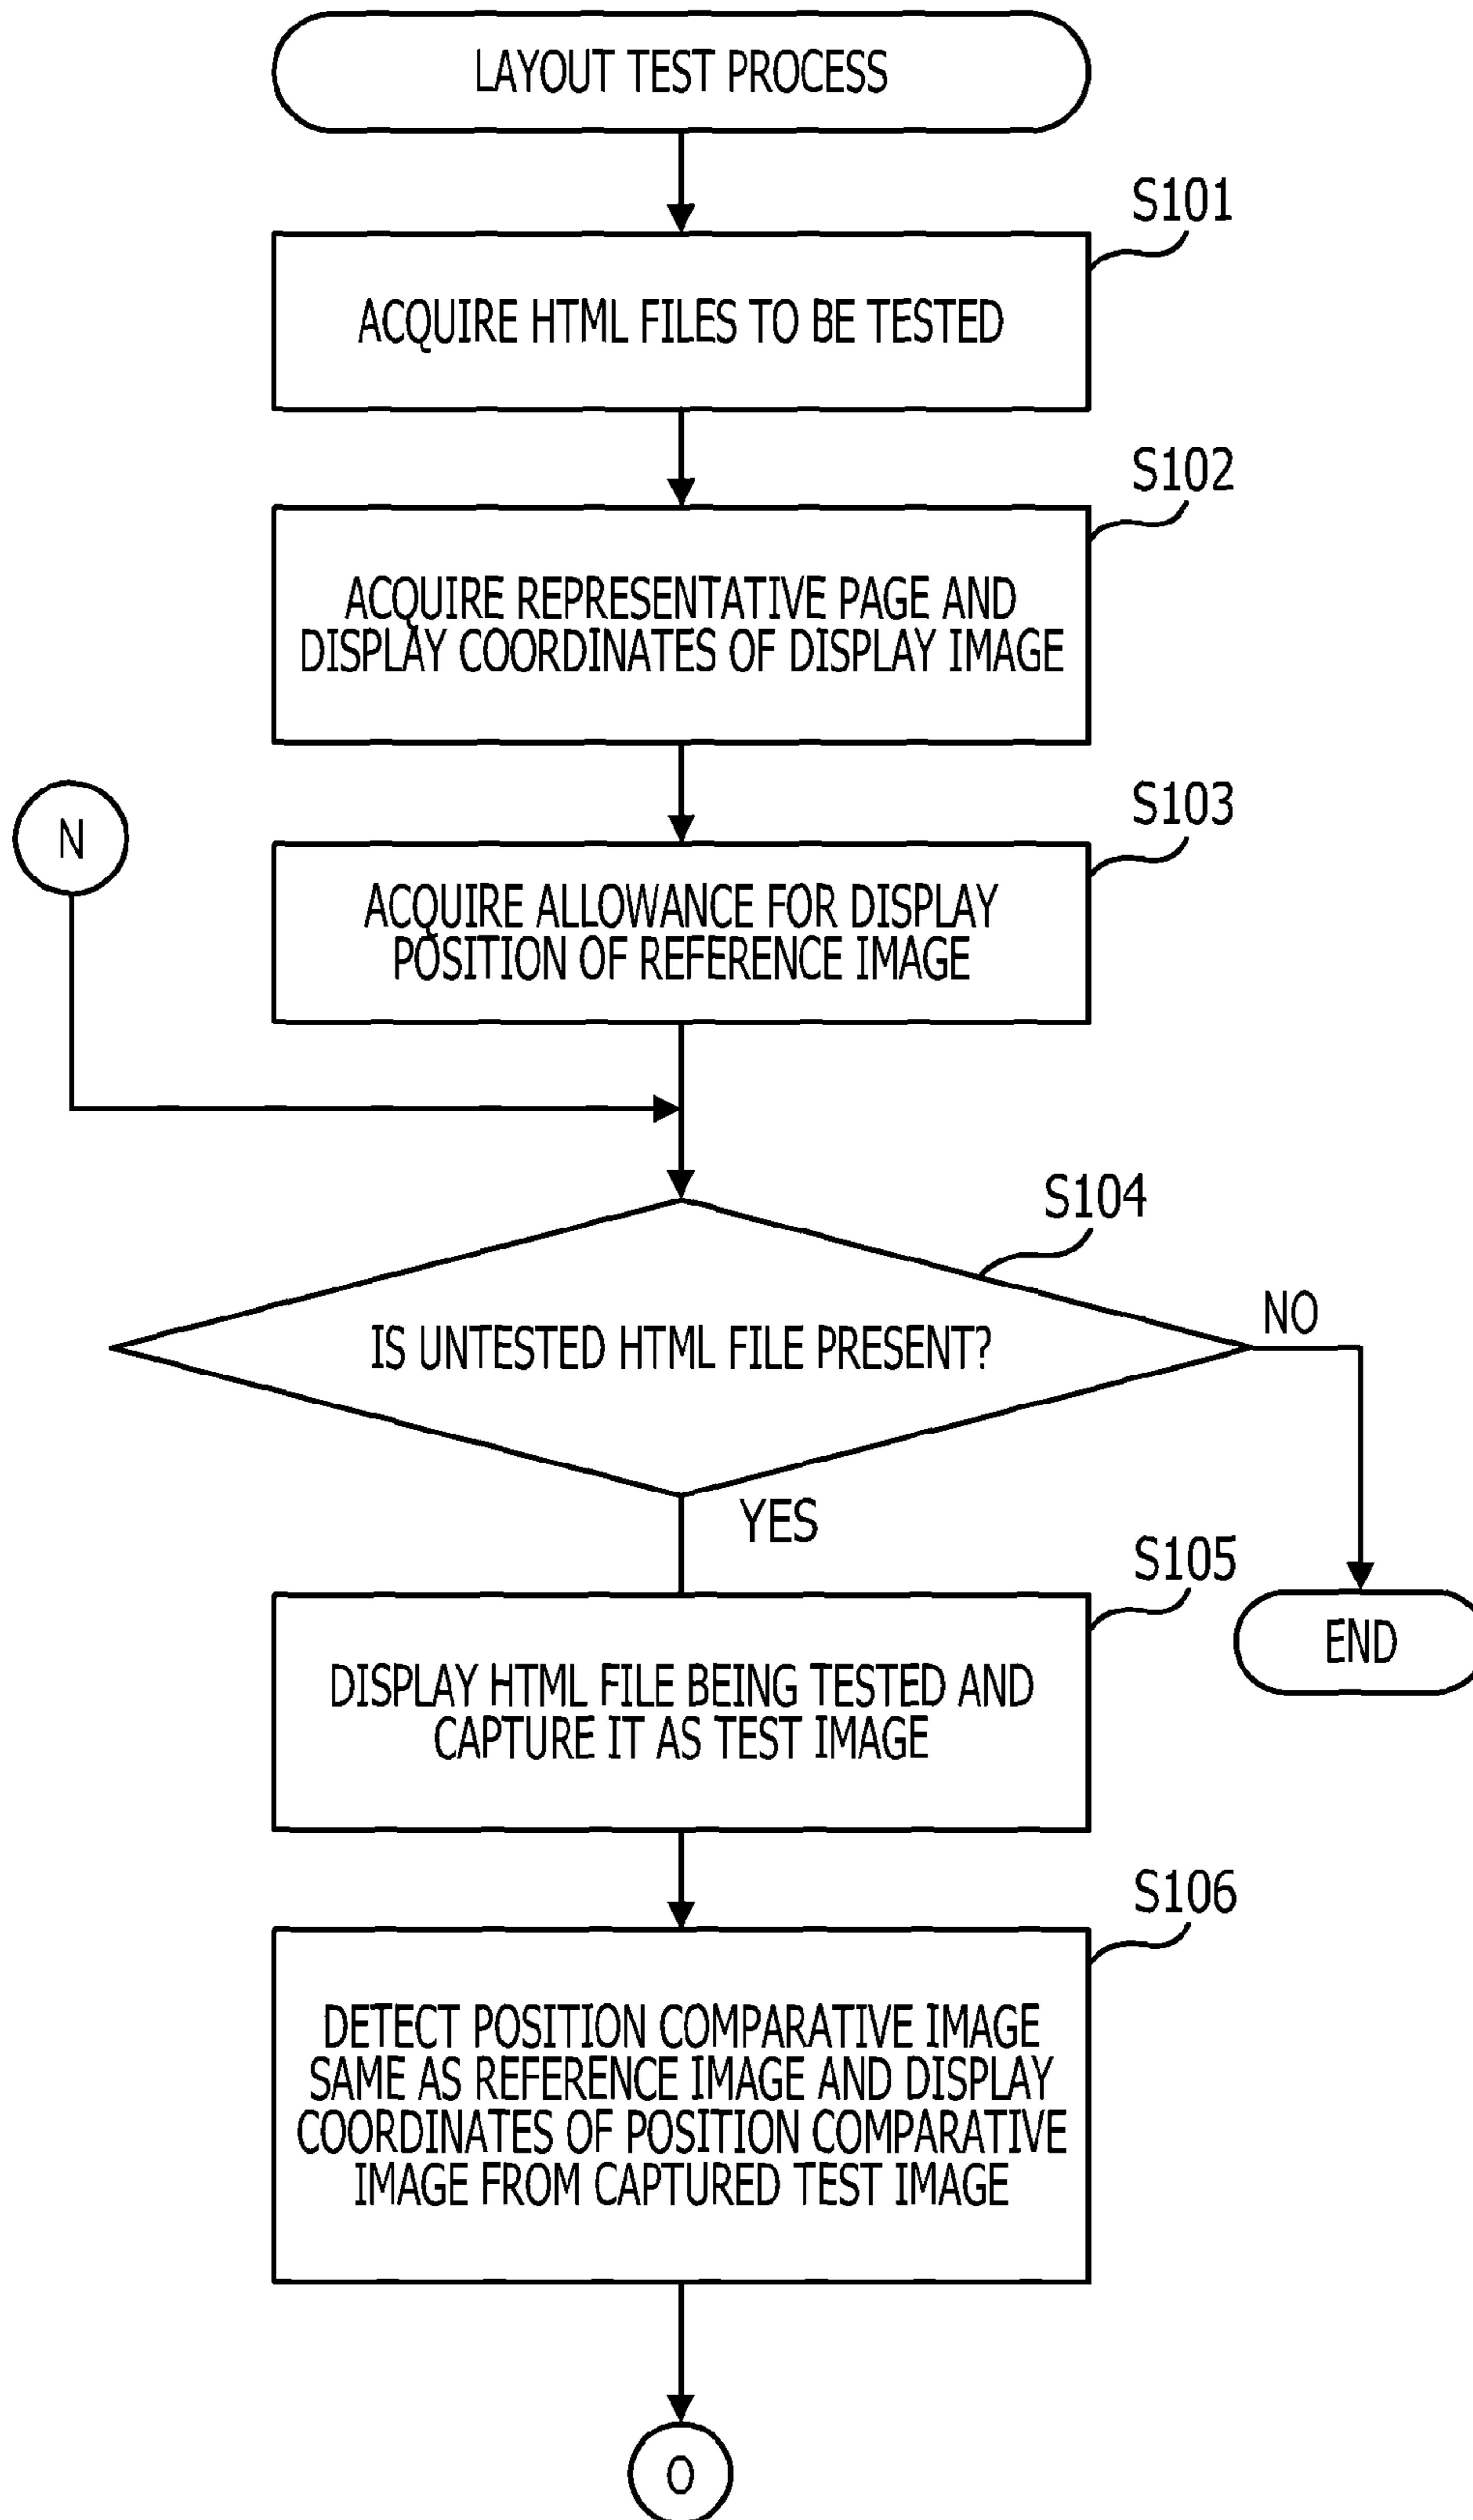 LAYOUT TEST PROCESS
S101
ACQUIRE HTML FILES TO BE TESTED
S102
ACQUIRE REPRESENTATIVE PAGE AND
DISPLAY COORDINATES OF DISPLAY IMAGE
N
S103
ACQUIRE ALLOWANCE FOR DISPLAY
POSITION OF REFERENCE IMAGE
S104
IS UNTESTED HTML FILE PRESENT?
NO
YES
S105
END
DISPLAY HTML FILE BEING TESTED AND
CAPTURE IT AS TEST IMAGE
S106
DETECT POSITION COMPARATIVE IMAGE
SAME AS REFERENCE IMAGE AND DISPLAY
COORDINATES OF POSITION COMPARATIVE
IMAGE FROM CAPTURED TEST IMAGE
O